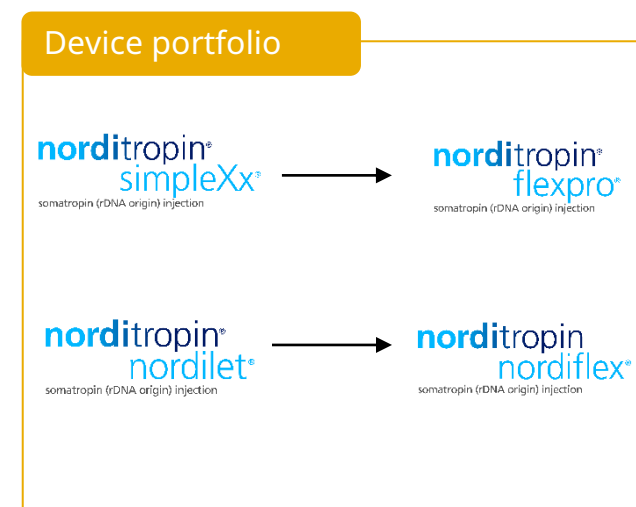 Device portfolio
norditropin®
simpleXx®
somatropin (rDNA origin) injection
norditropin®
flexpro®
somatropin (rDNA origin) injection
norditropin®
nordilet®
somatropin (rDNA origin) injection
norditropin
nordiflex®
somatropin (rDNA origin) injection